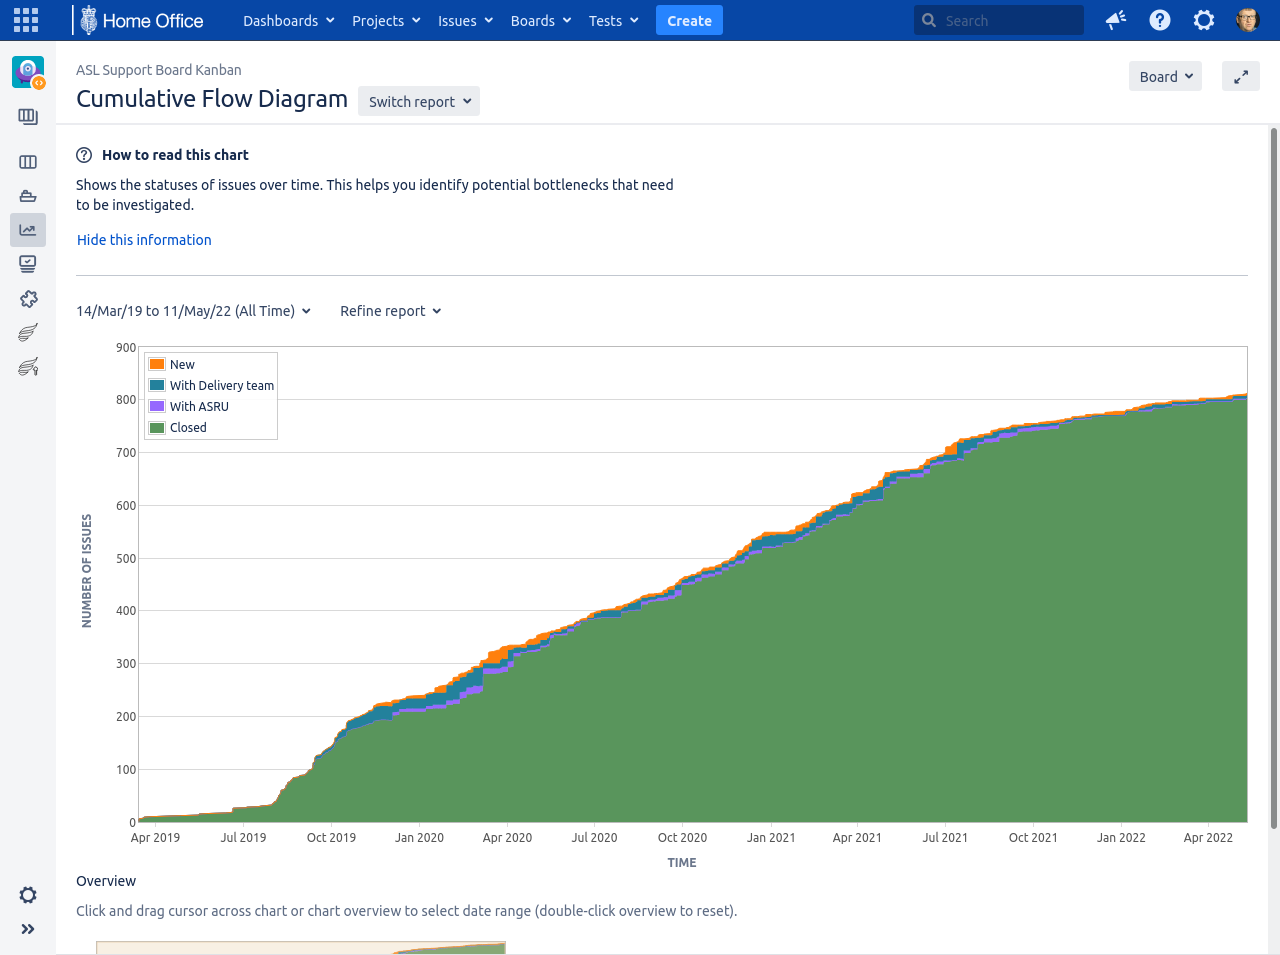 Home Office Dashboards Projects Issues Boards Tests Create Search
ASL Support Board Kanban
Cumulative Flow Diagram Switch report
Board
How to read this chart
Shows the statuses of issues over time. This helps you identify potential bottlenecks that need
to be investigated.
Hide this information
14/Mar/19 to 11/May/22 (All Time) Refine report
New
With Delivery team
With ASRU
Closed
900
800
700
600
500
400
300
200
100
0
NUMBER OF ISSUES
Apr 2019 Jul 2019 Oct 2019 Jan 2020 Apr 2020 Jul 2020 Oct 2020 Jan 2021 Apr 2021 Jul 2021 Oct 2021 Jan 2022 Apr 2022
TIME
Overview
Click and drag cursor across chart or chart overview to select date range (double-click overview to reset).